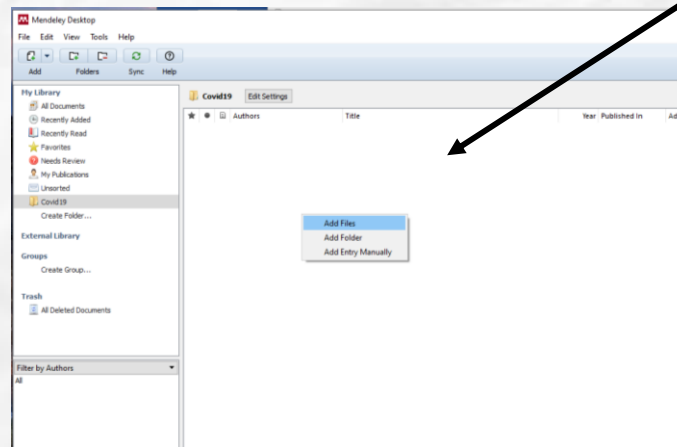 Mendeley Desktop
File Edit View Tools Help
Add Folders Sync Help
My Library
All Documents
Recently Added
Recently Read
Favorites
Needs Review
My Publications
Unsorted
Covid19
Create Folder...
External Library
Groups
Create Group...
Trash
All Deleted Documents
Filter by Authors
All
Covid19 Edit Settings
Authors Title Year Published In Ad
Add Files
Add Folder
Add Entry Manually